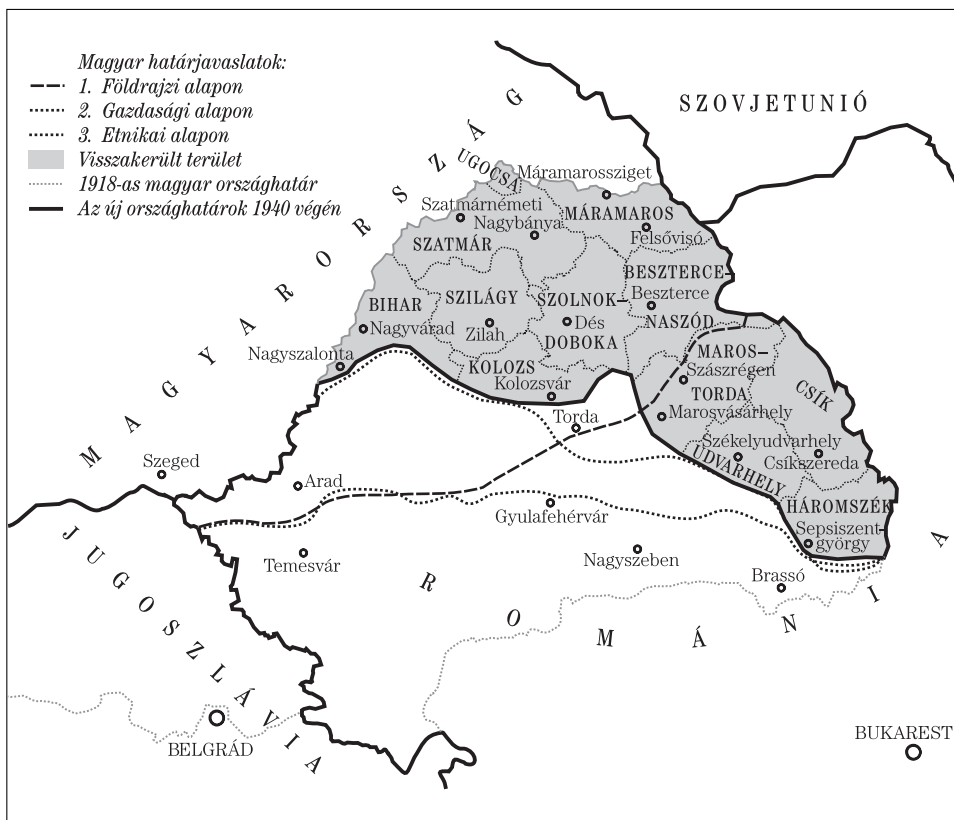 Magyar határjavaslatok:
1. Földrajzi alapon
2. Gazdasági alapon
3. Etnikai alapon
Visszakerült terület
1918-as magyar országhatár
Az új országhatárok 1940 végén
SZOVJETUNIÓ
MAGYARORSZÁG
UGOCSA
Máramarossziget
Szatmárnémeti
MÁRAMAROS
Nagybánya
Felsővisó
SZATMÁR
BESZTERCE–
BIHAR
SZILÁGY
SZOLNOK–
Beszterce
Nagyvárad
Zilah
Dés
NASZÓD
DOBOKA
Nagyszalonta
MAROS–
KOLOZS
Szászrégen
CSÍK
Kolozsvár
TORDA
Torda
Marosvásárhely
Székelyudvarhely
Szeged
UDVARHELY
Csíkszereda
Arad
HÁROMSZÉK
Gyulafehérvár
Sepsiszent–
györgy
Temesvár
Nagyszeben
Brassó
ROMÁNIA
JUGOSZLÁVIA
BELGRÁD
BUKAREST